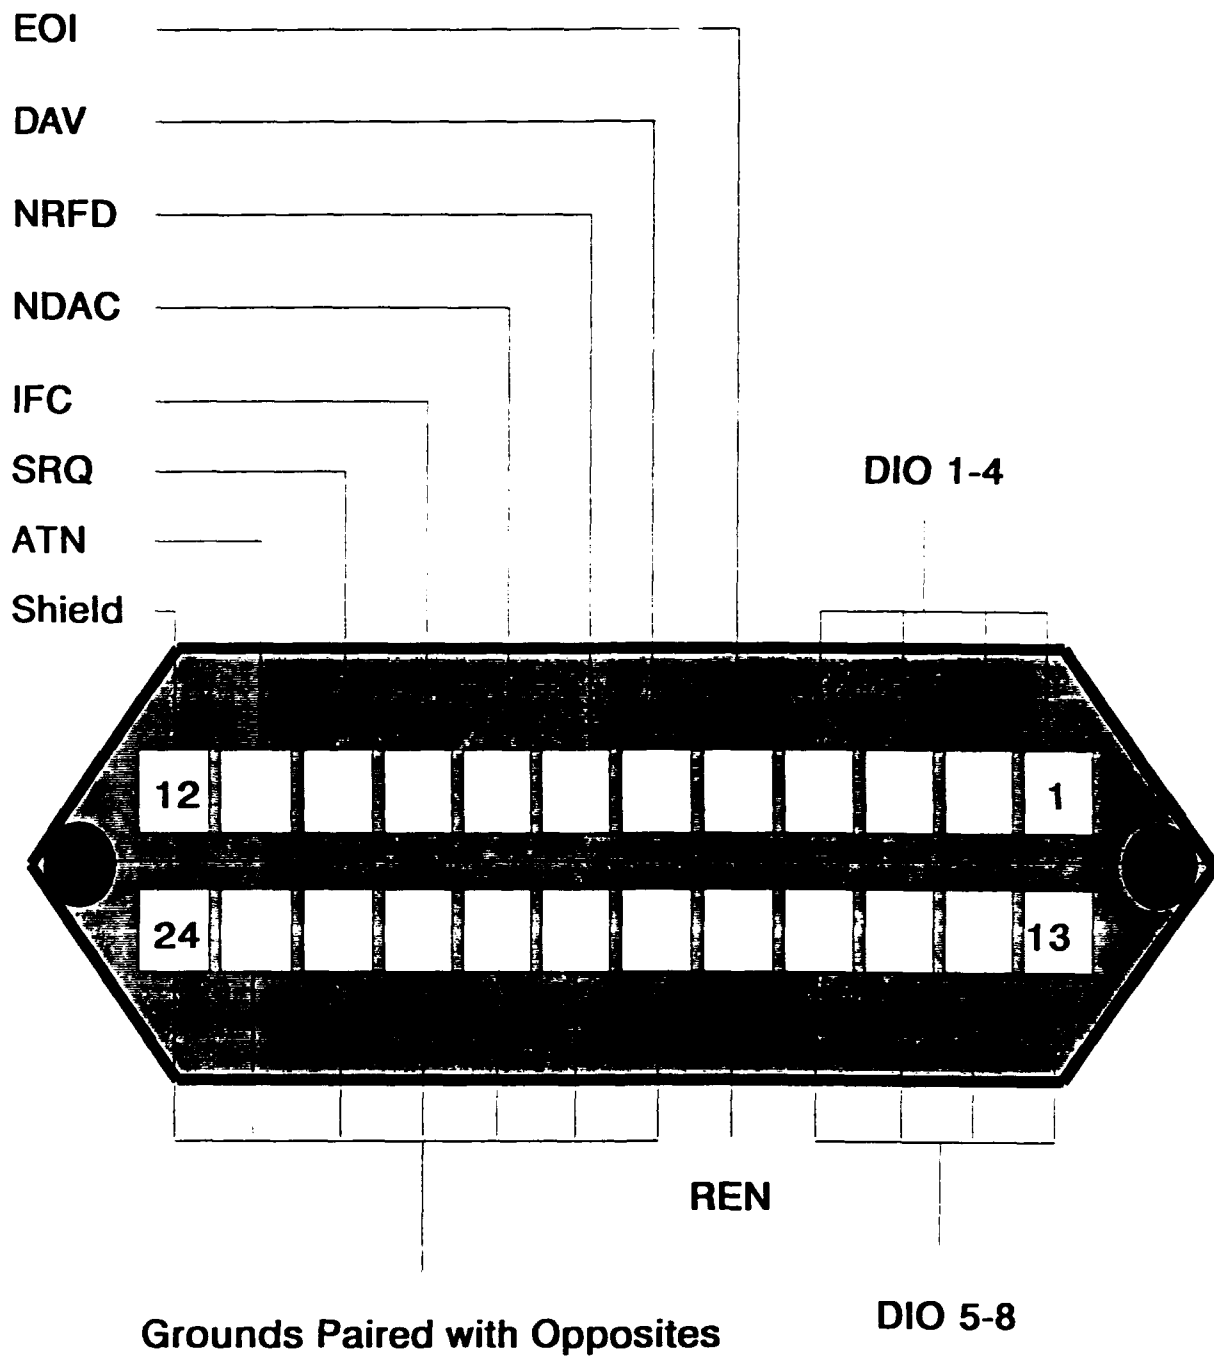 EOI
DAV
NRFD
NDAC
IFC
SRQ
DIO 1-4
ATN
Shield
12
1
24
13
REN
DIO 5-8
Grounds Paired with Opposites